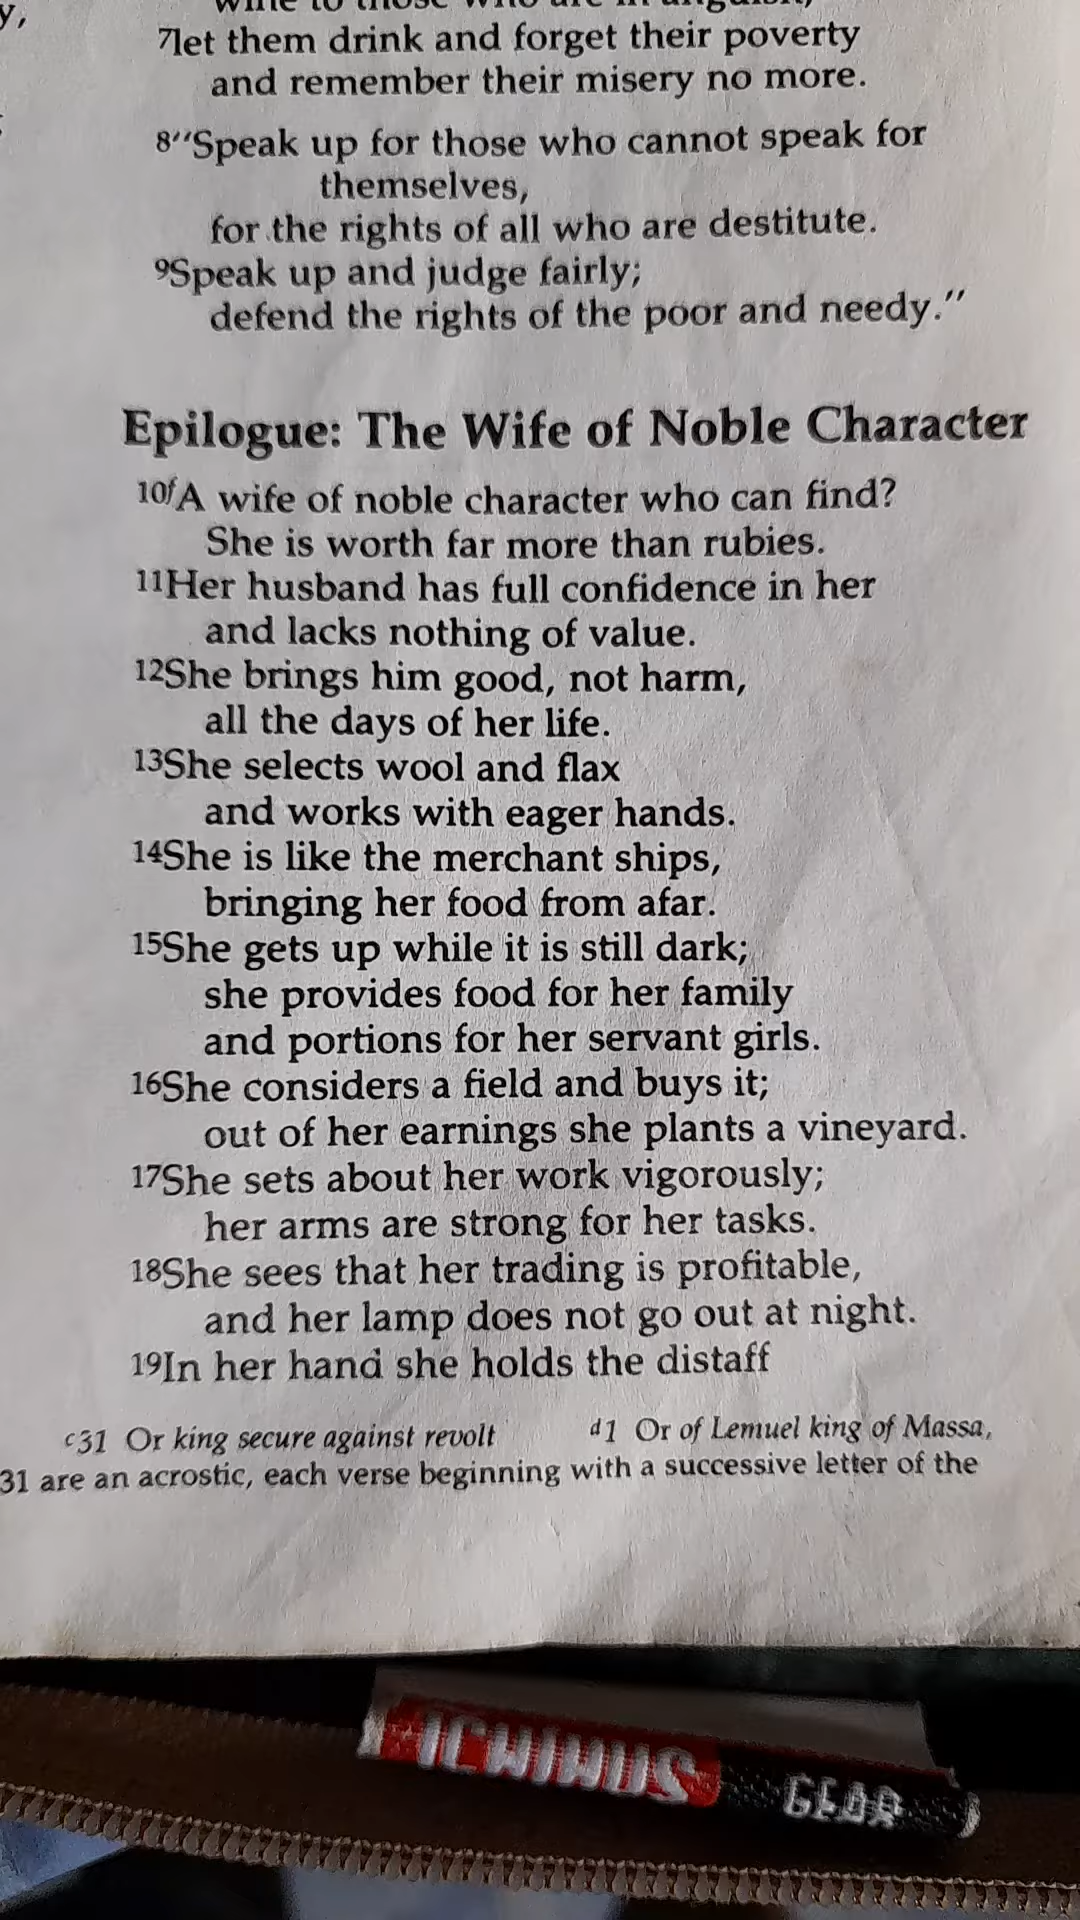 y,
wine to those who are in anguish;
7let them drink and forget their poverty
and remember their misery no more.
8"Speak up for those who cannot speak for
themselves,
for the rights of all who are destitute.
9Speak up and judge fairly;
defend the rights of the poor and needy."
Epilogue: The Wife of Noble Character
10fA wife of noble character who can find?
She is worth far more than rubies.
11Her husband has full confidence in her
and lacks nothing of value.
12She brings him good, not harm,
all the days of her life.
13She selects wool and flax
and works with eager hands.
14She is like the merchant ships,
bringing her food from afar.
15She gets up while it is still dark;
she provides food for her family
and portions for her servant girls.
16She considers a field and buys it;
out of her earnings she plants a vineyard.
17She sets about her work vigorously;
her arms are strong for her tasks.
18She sees that her trading is profitable,
and her lamp does not go out at night.
19In her hand she holds the distaff
c31 Or king secure against revolt d1 Or of Lemuel king of Massa,
31 are an acrostic, each verse beginning with a successive letter of the
GEAR